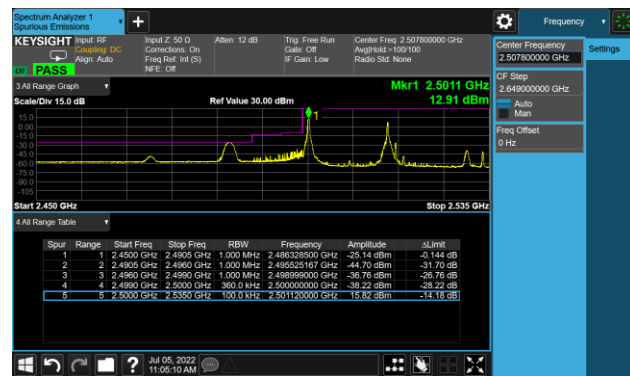 Spectrum Analyzer 1
Spurious Emissions
Frequency
KEYSIGHT Input: RF Input Z: 50 Ω Atten: 12 dB Trig: Free Run Center Freq: 2.507800000 GHz
Coupling: DC Corrections: On Gate: Off Avg|Hold:>100/100
Align: Auto Freq Ref: Int (S) IF Gain: Low Radio Std: None
NFE: Off
PASS
Center Frequency
2.507800000 GHz
Settings
CF Step
2.649000000 GHz
Auto
Man
Freq Offset
0 Hz
3 All Range Graph
Mkr1 2.5011 GHz
Scale/Div 15.0 dB Ref Value 30.00 dBm 12.91 dBm
1
15.0
0.00
-15.0
-30.0
-45.0
-60.0
-75.0
-90.0
-105
Start 2.450 GHz Stop 2.535 GHz
4 All Range Table
Spur Range Start Freq Stop Freq RBW Frequency Amplitude ΔLimit
1 1 2.4500 GHz 2.4905 GHz 1.000 MHz 2.486328500 GHz -25.14 dBm -0.144 dB
2 2 2.4905 GHz 2.4960 GHz 1.000 MHz 2.495525167 GHz -44.70 dBm -31.70 dB
3 3 2.4960 GHz 2.4990 GHz 1.000 MHz 2.498999000 GHz -36.76 dBm -26.76 dB
4 4 2.4990 GHz 2.5000 GHz 360.0 kHz 2.500000000 GHz -38.22 dBm -28.22 dB
5 5 2.5000 GHz 2.5350 GHz 100.0 kHz 2.501120000 GHz 15.82 dBm -14.18 dB
? Jul 05, 2022
11:05:10 AM